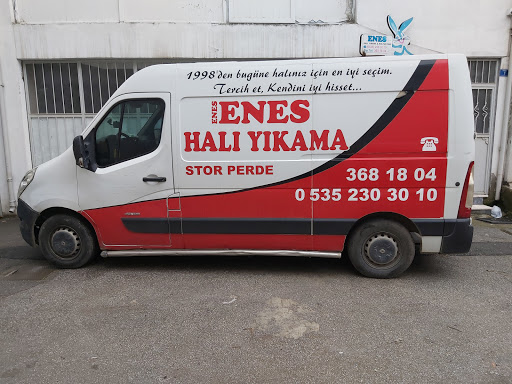 1998'den bugüne halınız için en iyi seçim.
Tercih et, Kendini iyi hisset...
ENES
ENES
HALI YIKAMA
STOR PERDE
368 18 04
0 535 230 30 10
ENES